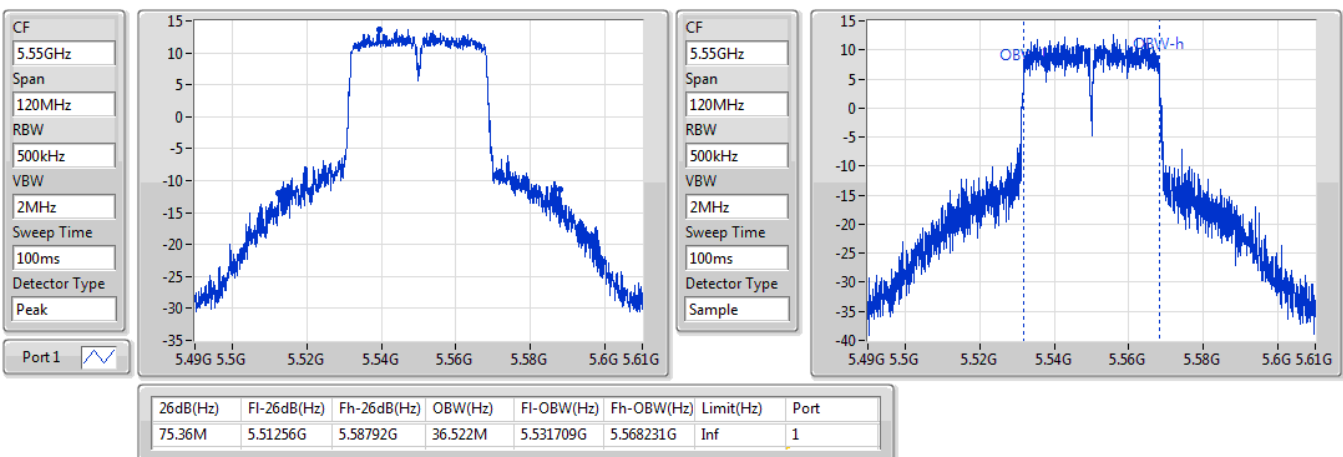 CF
5.55GHz
Span
120MHz
RBW
500kHz
VBW
2MHz
Sweep Time
100ms
Detector Type
Peak
Port 1
15
10
5
0
-5
-10
-15
-20
-25
-30
-35
5.49G 5.5G 5.52G 5.54G 5.56G 5.58G 5.6G 5.61G
CF
5.55GHz
Span
120MHz
RBW
500kHz
VBW
2MHz
Sweep Time
100ms
Detector Type
Sample
15
10
5
0
-5
-10
-15
-20
-25
-30
-35
-40
OBW-h
5.49G 5.5G 5.52G 5.54G 5.56G 5.58G 5.6G 5.61G
26dB(Hz) Fl-26dB(Hz) Fh-26dB(Hz) OBW(Hz) Fl-OBW(Hz) Fh-OBW(Hz) Limit(Hz) Port
75.36M 5.51256G 5.58792G 36.522M 5.531709G 5.568231G Inf 1